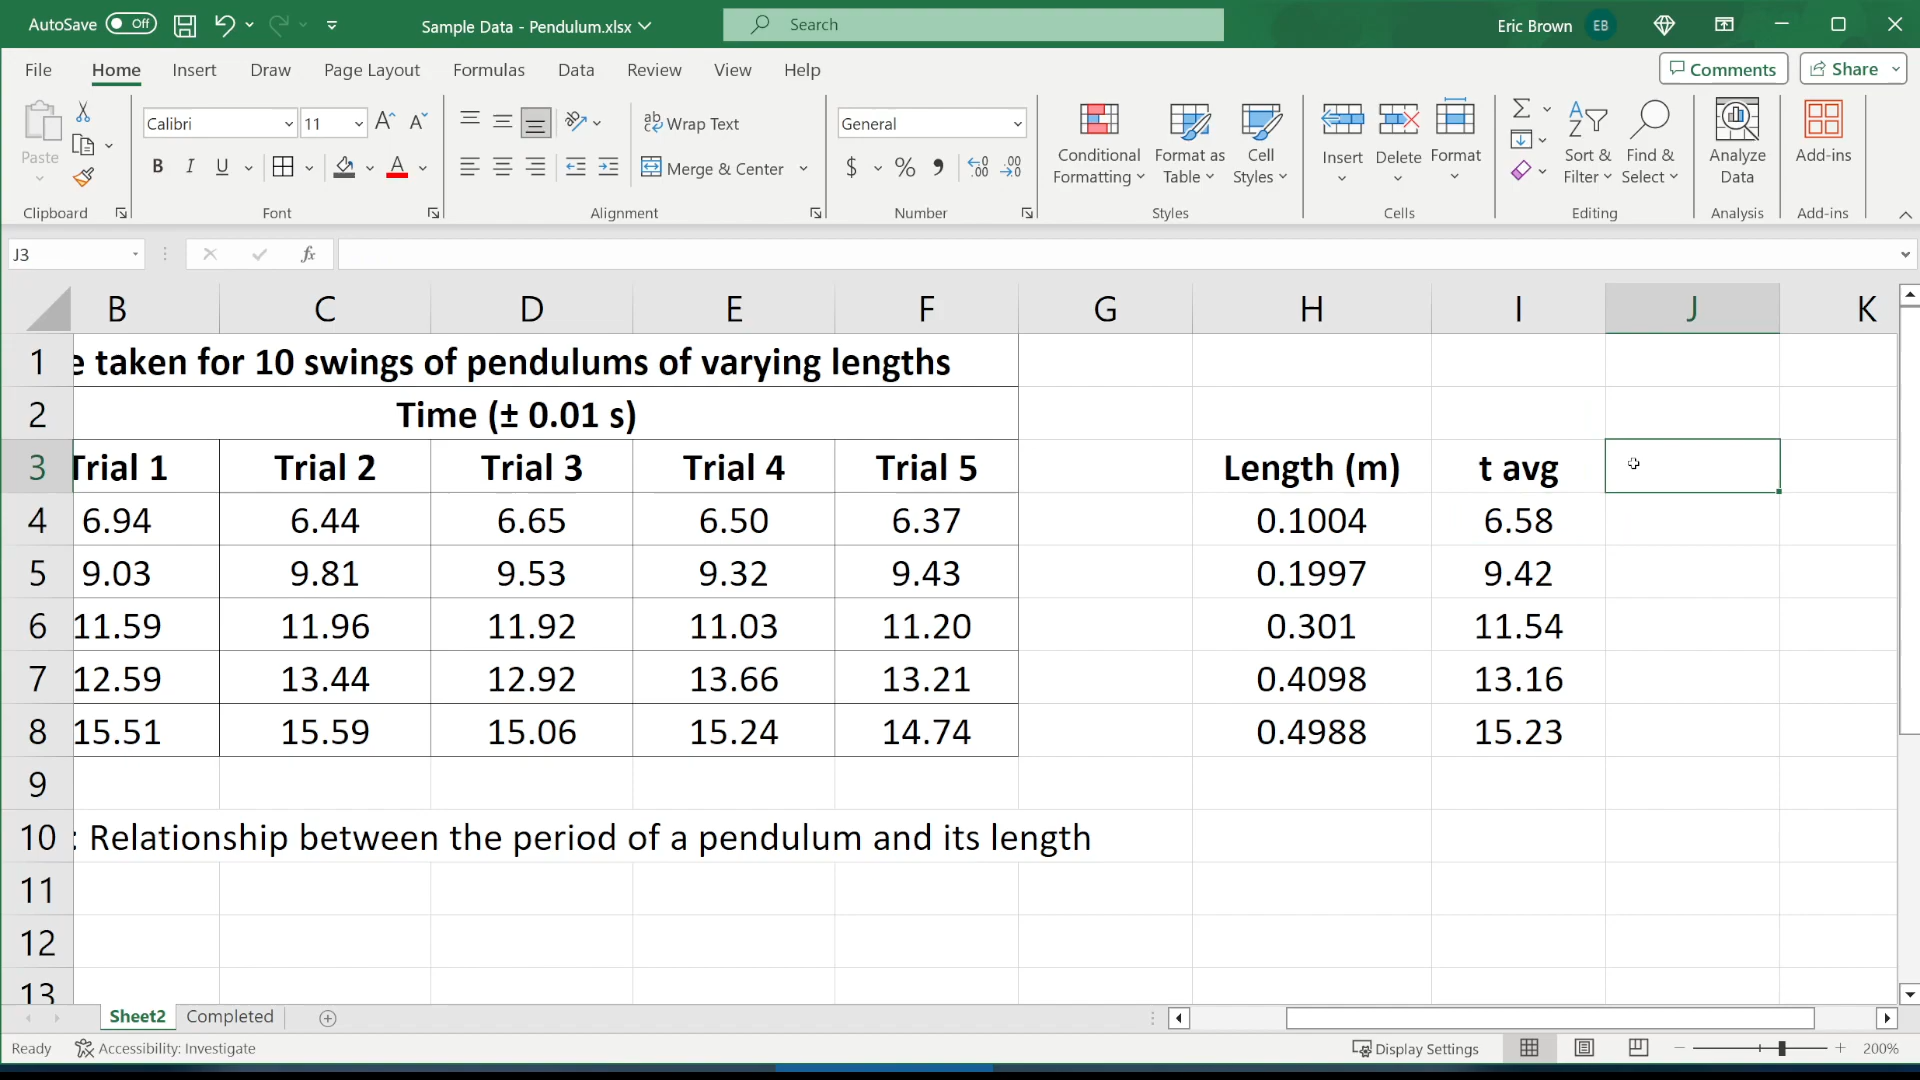 AutoSave Off Sample Data - Pendulum.xlsx Search Eric Brown EB
File Home Insert Draw Page Layout Formulas Data Review View Help Comments Share
Paste Calibri 11 A A ab Wrap Text General Conditional Formatting Format as Table Cell Styles Insert Delete Format Sort & Filter Find & Select Analyze Data Add-ins
B I U A Merge & Center $ %
Clipboard Font Alignment Number Styles Cells Editing Analysis Add-ins
J3 fx
B C D E F G H I J K
1 e taken for 10 swings of pendulums of varying lengths
2 Time (± 0.01 s)
3 Trial 1 Trial 2 Trial 3 Trial 4 Trial 5 Length (m) t avg
4 6.94 6.44 6.65 6.50 6.37 0.1004 6.58
5 9.03 9.81 9.53 9.32 9.43 0.1997 9.42
6 11.59 11.96 11.92 11.03 11.20 0.301 11.54
7 12.59 13.44 12.92 13.66 13.21 0.4098 13.16
8 15.51 15.59 15.06 15.24 14.74 0.4988 15.23
9
10 : Relationship between the period of a pendulum and its length
11
12
13
Sheet2 Completed
Ready Accessibility: Investigate Display Settings 200%